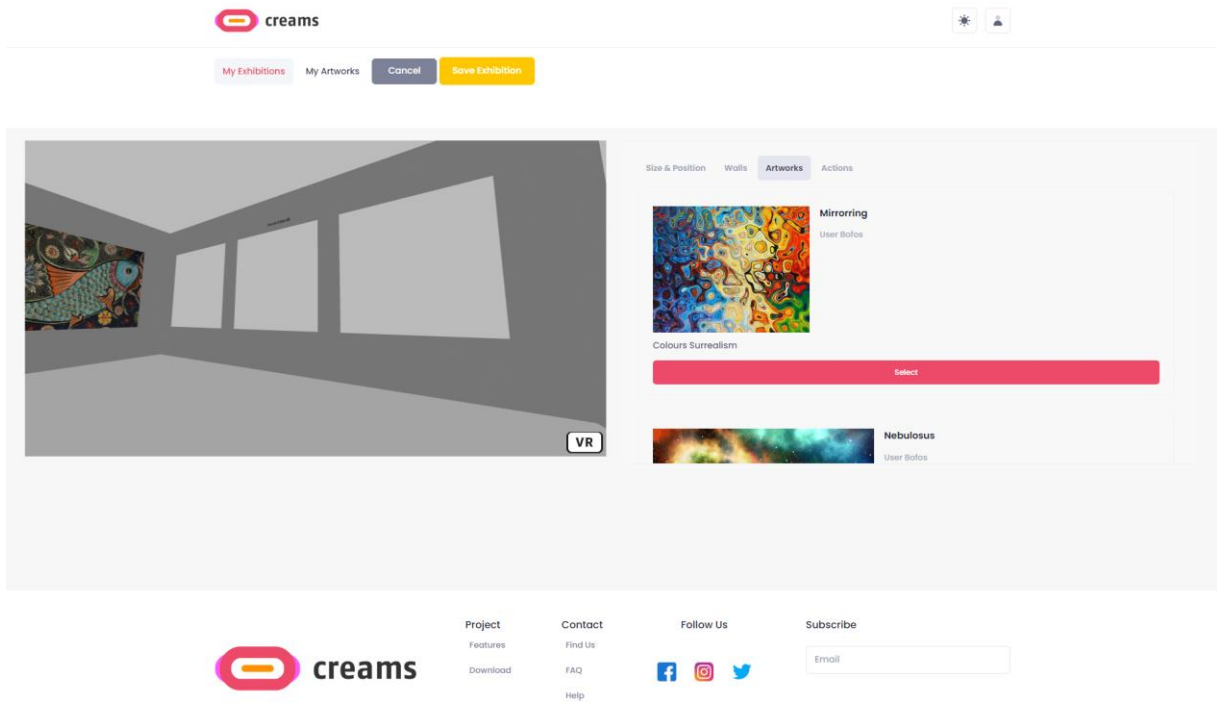 creams
My Exhibitions My Artworks Cancel Save Exhibition
Size & Position Walls Artworks Actions
Mirrorring
User Bofos
Colours Surrealism
Select
VR
Nebulosus
User Bofos
Project Contact Follow Us Subscribe
Features Find Us
Email
creams
Download FAQ
Help